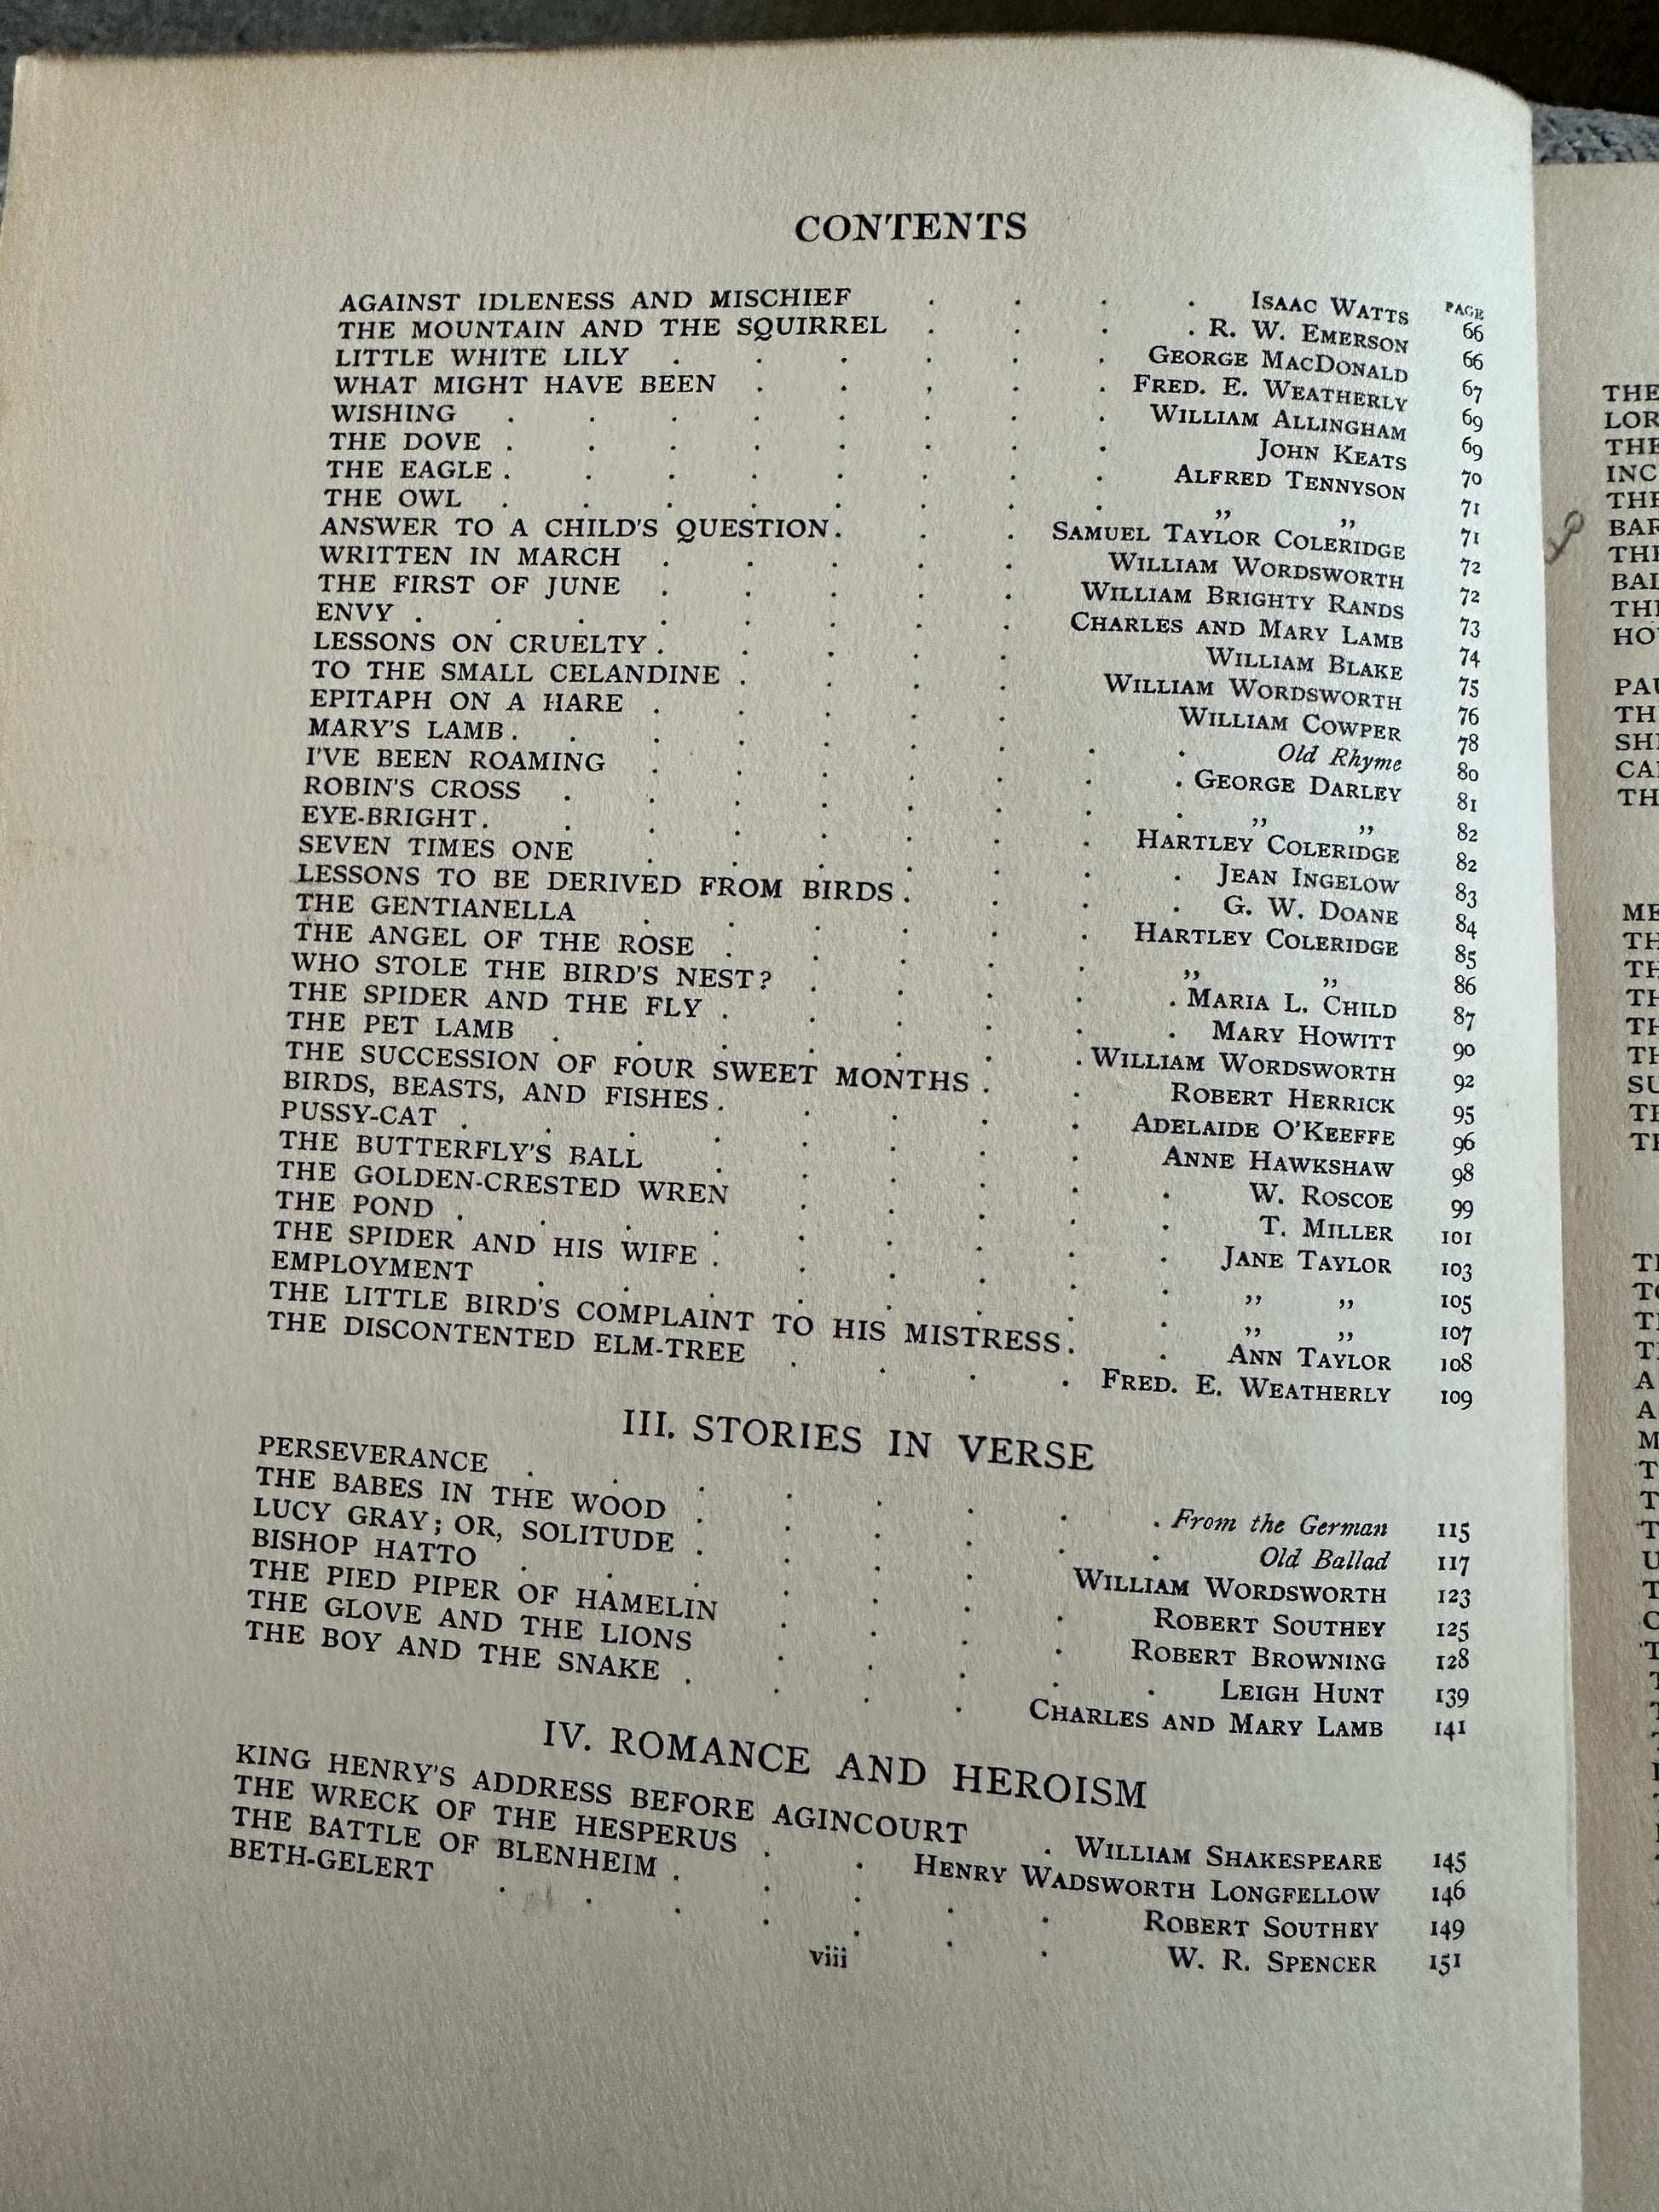 CONTENTS
PAGE
AGAINST IDLENESS AND MISCHIEF . . . . ISAAC WATTS 66
THE MOUNTAIN AND THE SQUIRREL . . . . R. W. EMERSON 66
LITTLE WHITE LILY . . . . . . GEORGE MACDONALD 67
WHAT MIGHT HAVE BEEN . . . . . FRED. E. WEATHERLY 69
WISHING . . . . . . . . WILLIAM ALLINGHAM 69
THE DOVE . . . . . . . . JOHN KEATS 70
THE EAGLE . . . . . . . . ALFRED TENNYSON 71
THE OWL . . . . . . . . ,, ,, 71
ANSWER TO A CHILD'S QUESTION . . . SAMUEL TAYLOR COLERIDGE 72
WRITTEN IN MARCH . . . . . WILLIAM WORDSWORTH 72
THE FIRST OF JUNE . . . . . WILLIAM BRIGHTY RANDS 73
ENVY . . . . . . . . CHARLES AND MARY LAMB 74
LESSONS ON CRUELTY . . . . . WILLIAM BLAKE 75
TO THE SMALL CELANDINE . . . . WILLIAM WORDSWORTH 76
EPITAPH ON A HARE . . . . . WILLIAM COWPER 78
MARY'S LAMB . . . . . . . . Old Rhyme 80
I'VE BEEN ROAMING . . . . . . . GEORGE DARLEY 81
ROBIN'S CROSS . . . . . . . . ,, ,, 82
EYE-BRIGHT . . . . . . . . HARTLEY COLERIDGE 82
SEVEN TIMES ONE . . . . . . . JEAN INGELOW 83
LESSONS TO BE DERIVED FROM BIRDS . . . . G. W. DOANE 84
THE GENTIANELLA . . . . . . HARTLEY COLERIDGE 85
THE ANGEL OF THE ROSE . . . . . ,, ,, 86
WHO STOLE THE BIRD'S NEST? . . . . . MARIA L. CHILD 87
THE SPIDER AND THE FLY . . . . . . MARY HOWITT 90
THE PET LAMB . . . . . . . WILLIAM WORDSWORTH 92
THE SUCCESSION OF FOUR SWEET MONTHS . . ROBERT HERRICK 95
BIRDS, BEASTS, AND FISHES . . . . . ADELAIDE O'KEEFFE 96
PUSSY-CAT . . . . . . . . ANNE HAWKSHAW 98
THE BUTTERFLY'S BALL . . . . . . W. ROSCOE 99
THE GOLDEN-CRESTED WREN . . . . . T. MILLER 101
THE POND . . . . . . . . . JANE TAYLOR 103
THE SPIDER AND HIS WIFE . . . . . . ,, ,, 105
EMPLOYMENT . . . . . . . . ,, ,, 107
THE LITTLE BIRD'S COMPLAINT TO HIS MISTRESS . . ANN TAYLOR 108
THE DISCONTENTED ELM-TREE . . . . FRED. E. WEATHERLY 109
III. STORIES IN VERSE
PERSEVERANCE . . . . . . . . From the German 115
THE BABES IN THE WOOD . . . . . . Old Ballad 117
LUCY GRAY; OR, SOLITUDE . . . . WILLIAM WORDSWORTH 123
BISHOP HATTO . . . . . . . ROBERT SOUTHEY 125
THE PIED PIPER OF HAMELIN . . . . ROBERT BROWNING 128
THE GLOVE AND THE LIONS . . . . . LEIGH HUNT 139
THE BOY AND THE SNAKE . . . . CHARLES AND MARY LAMB 141
IV. ROMANCE AND HEROISM
KING HENRY'S ADDRESS BEFORE AGINCOURT . WILLIAM SHAKESPEARE 145
THE WRECK OF THE HESPERUS . . HENRY WADSWORTH LONGFELLOW 146
THE BATTLE OF BLENHEIM . . . . . ROBERT SOUTHEY 149
BETH-GELERT . . . . . . . W. R. SPENCER 151
viii